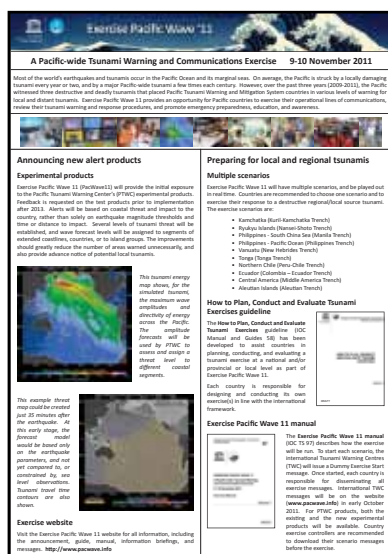 Exercise Pacific Wave '11
A Pacific-wide Tsunami Warning and Communications Exercise 9-10 November 2011
Most of the world's earthquakes and tsunamis occur in the Pacific Ocean and its marginal seas. On average, the Pacific is struck by a locally damaging
tsunami every year or two, and by a major Pacific-wide tsunami a few times each century. However, over the past three years (2009-2011), the Pacific
witnessed three destructive and deadly tsunamis that placed Pacific Tsunami Warning and Mitigation System countries in various levels of warning for
local and distant tsunamis. Exercise Pacific Wave 11 provides an opportunity for Pacific countries to exercise their operational lines of communications,
review their tsunami warning and response procedures, and promote emergency preparedness, education, and awareness.
Announcing new alert products
Experimental products
Exercise Pacific Wave 11 (PacWave11) will provide the initial exposure
to the Pacific Tsunami Warning Center's (PTWC) experimental products.
Feedback is requested on the test products prior to implementation
after 2013. Alerts will be based on coastal threat and impact to the
country, rather than solely on earthquake magnitude thresholds and
time or distance to impact. Several levels of tsunami threat will be
established, and wave forecast levels will be assigned to segments of
extended coastlines, countries, or to island groups. The improvements
should greatly reduce the number of areas warned unnecessarily, and
also provide advance notice of potential local tsunamis.
This tsunami energy
map shows, for the
simulated tsunami,
the maximum wave
amplitudes and
directivity of energy
across the Pacific.
The amplitude
forecasts will be
used by PTWC to
assess and assign a
threat level to
different coastal
segments.
This example threat
map could be created
just 35 minutes after
the earthquake. At
this early stage, the
forecast model
would be based only
on the earthquake
parameters, and not
yet compared to, or
constrained by, sea
level observations.
Tsunami travel time
contours are also
shown.
Exercise website
Visit the Exercise Pacific Wave 11 website for all information, including
the announcement, guide, manual, information briefings, and
messages. http://www.pacwave.info
Preparing for local and regional tsunamis
Multiple scenarios
Exercise Pacific Wave 11 will have multiple scenarios, and be played out
in real time. Countries are recommended to choose one scenario and to
exercise their response to a destructive regional/local source tsunami.
The exercise scenarios are:
• Kamchatka (Kuril-Kamchatka Trench)
• Ryukyu Islands (Nansei-Shoto Trench)
• Philippines - South China Sea (Manila Trench)
• Philippines - Pacific Ocean (Philippines Trench)
• Vanuatu (New Hebrides Trench)
• Tonga (Tonga Trench)
• Northern Chile (Peru-Chile Trench)
• Ecuador (Colombia – Ecuador Trench)
• Central America (Middle America Trench)
• Aleutian Islands (Aleutian Trench)
How to Plan, Conduct and Evaluate Tsunami
Exercises guideline
The How to Plan, Conduct and Evaluate
Tsunami Exercises guideline (IOC
Manual and Guides 58) has been
developed to assist countries in
planning, conducting, and evaluating a
tsunami exercise at a national and/or
provincial or local level as part of
Exercise Pacific Wave 11.
Each country is responsible for
designing and conducting its own
exercise(s) in line with the international
framework.
Exercise Pacific Wave 11 manual
The Exercise Pacific Wave 11 manual
(IOC TS 97) describes how the exercise
will be run. To start each scenario, the
international Tsunami Warning Centres
(TWC) will issue a Dummy Exercise Start
message. Once started, each country is
responsible for disseminating all
exercise messages. International TWC
messages will be on the website
(www.pacwave.info) in early October
2011. For PTWC products, both the
existing and the new experimental
products will be available. Country
exercise controllers are recommended
to download their scenario messages
before the exercise.